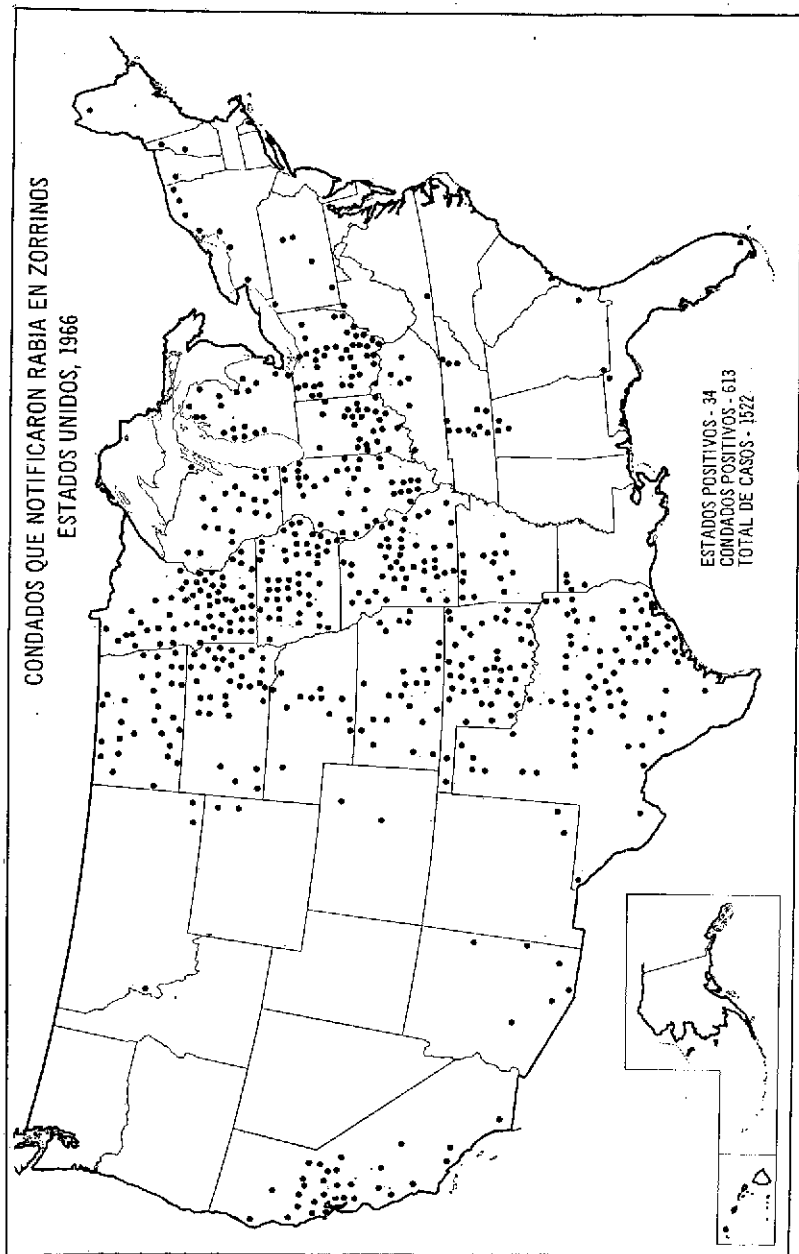 CONDADOS QUE NOTIFICARON RABIA EN ZORRINOS
ESTADOS UNIDOS, 1966
ESTADOS POSITIVOS - 34
CONDADOS POSITIVOS - 613
TOTAL DE CASOS - 1522